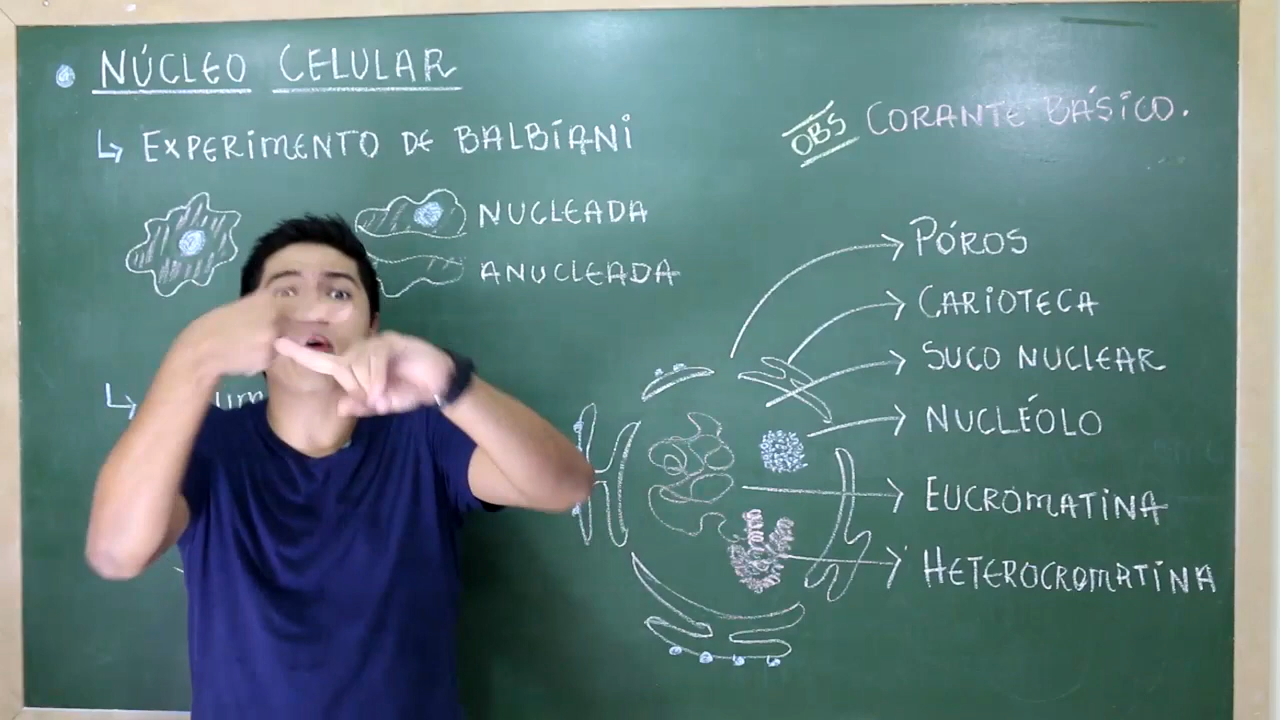 NÚCLEO CELULAR
↳ EXPERIMENTO DE BALBIANI
OBS CORANTE BÁSICO.
NUCLEADA
ANUCLEADA
PÓROS
CARIOTECA
SUCO NUCLEAR
NUCLÉOLO
EUCROMATINA
HETEROCROMATINA